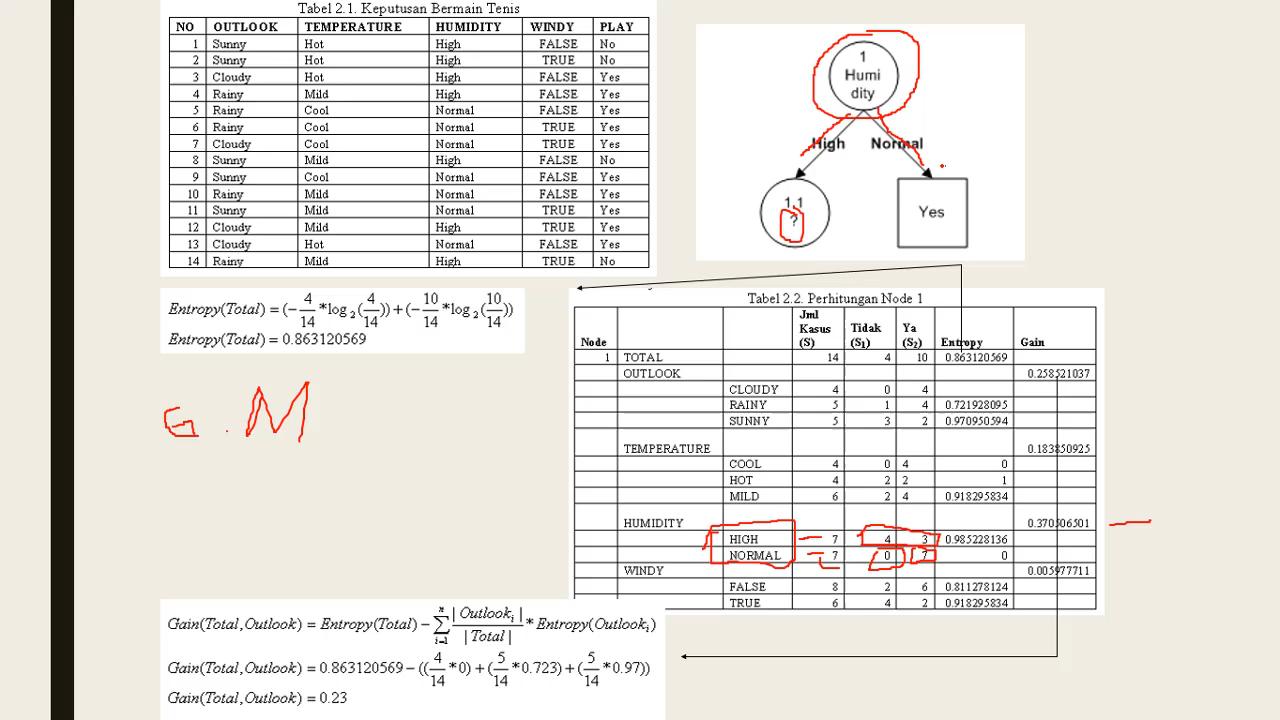 Tabel 2.1. Keputusan Bermain Tenis
NO OUTLOOK TEMPERATURE HUMIDITY WINDY PLAY
1 Sunny Hot High FALSE No
2 Sunny Hot High TRUE No
3 Cloudy Hot High FALSE Yes
4 Rainy Mild High FALSE Yes
5 Rainy Cool Normal FALSE Yes
6 Rainy Cool Normal TRUE Yes
7 Cloudy Cool Normal TRUE Yes
8 Sunny Mild High FALSE No
9 Sunny Cool Normal FALSE Yes
10 Rainy Mild Normal FALSE Yes
11 Sunny Mild Normal TRUE Yes
12 Cloudy Mild High TRUE Yes
13 Cloudy Hot Normal FALSE Yes
14 Rainy Mild High TRUE No
1
Humi
dity
High Normal
1.1
?
Yes
Entropy(Total) = (−4/14 * log2(4/14)) + (−10/14 * log2(10/14))
Entropy(Total) = 0.863120569
G . M
Tabel 2.2. Perhitungan Node 1
Node Jml Kasus (S) Tidak (S1) Ya (S2) Entropy Gain
1 TOTAL 14 4 10 0.863120569
OUTLOOK 0.258521037
CLOUDY 4 0 4
RAINY 5 1 4 0.721928095
SUNNY 5 3 2 0.970950594
TEMPERATURE 0.183850925
COOL 4 0 4 0
HOT 4 2 2 1
MILD 6 2 4 0.918295834
HUMIDITY 0.370506501
HIGH 7 4 3 0.985228136
NORMAL 7 0 7 0
WINDY 0.005977711
FALSE 8 2 6 0.811278124
TRUE 6 4 2 0.918295834
Gain(Total, Outlook) = Entropy(Total) − n∑i=1 |Outlooki| / |Total| * Entropy(Outlooki)
Gain(Total, Outlook) = 0.863120569 − ((4/14 * 0) + (5/14 * 0.723) + (5/14 * 0.97))
Gain(Total, Outlook) = 0.23